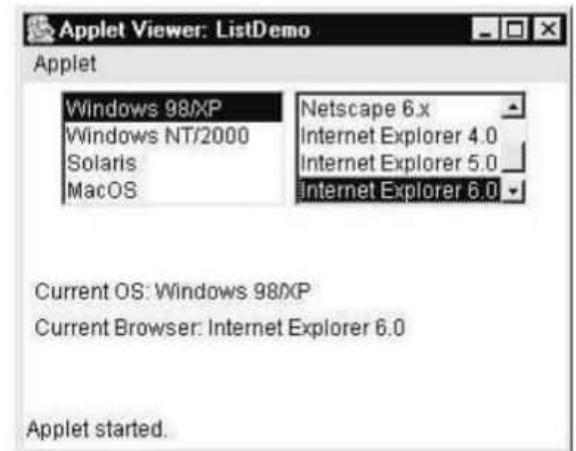 Applet Viewer: ListDemo
Applet
Windows 98/XP
Windows NT/2000
Solaris
MacOS
Netscape 6.x
Internet Explorer 4.0
Internet Explorer 5.0
Internet Explorer 6.0
Current OS: Windows 98/XP
Current Browser: Internet Explorer 6.0
Applet started.